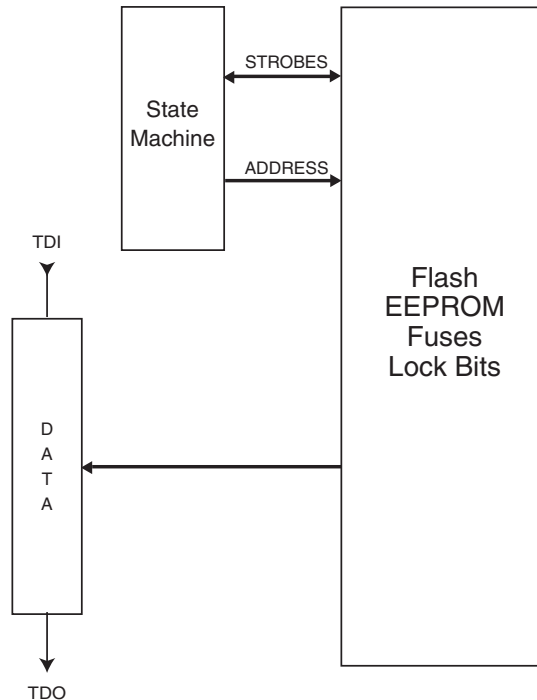 STROBES
State
Machine
ADDRESS
TDI
Flash
EEPROM
Fuses
Lock Bits
D
A
T
A
TDO